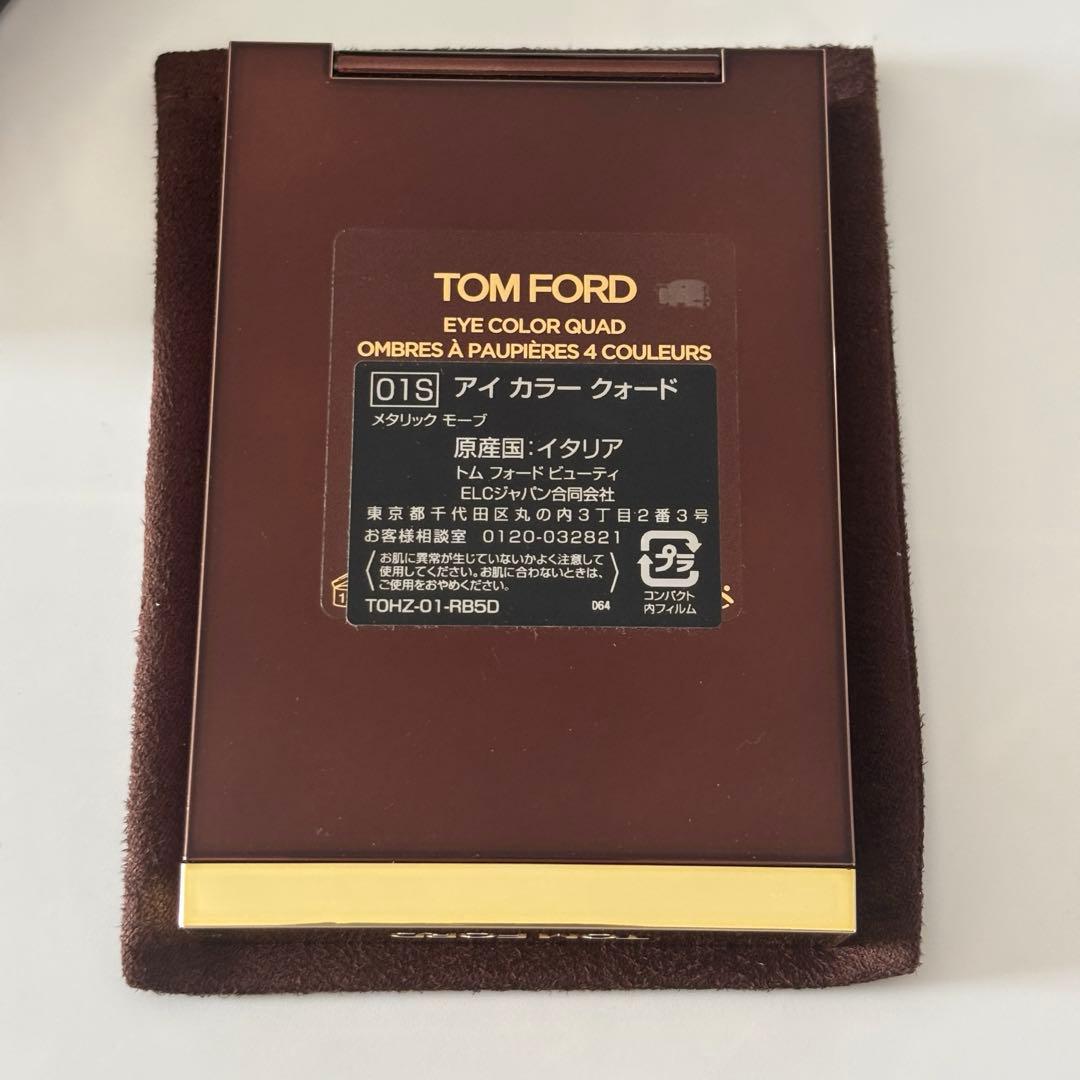 TOM FORD
EYE COLOR QUAD
OMBRES À PAUPIÈRES 4 COULEURS
01S アイ カラー クォード
メタリック モーブ
原産国:イタリア
トム フォード ビューティ
ELCジャパン合同会社
東京都千代田区丸の内3丁目2番3号
お客様相談室 0120-032821
お肌に異常が生じていないかよく注意して
使用してください。お肌に合わないときは、
ご使用をおやめください。
プラ
コンパクト
内フィルム
TOHZ-01-RB5D D64
TOM FORD